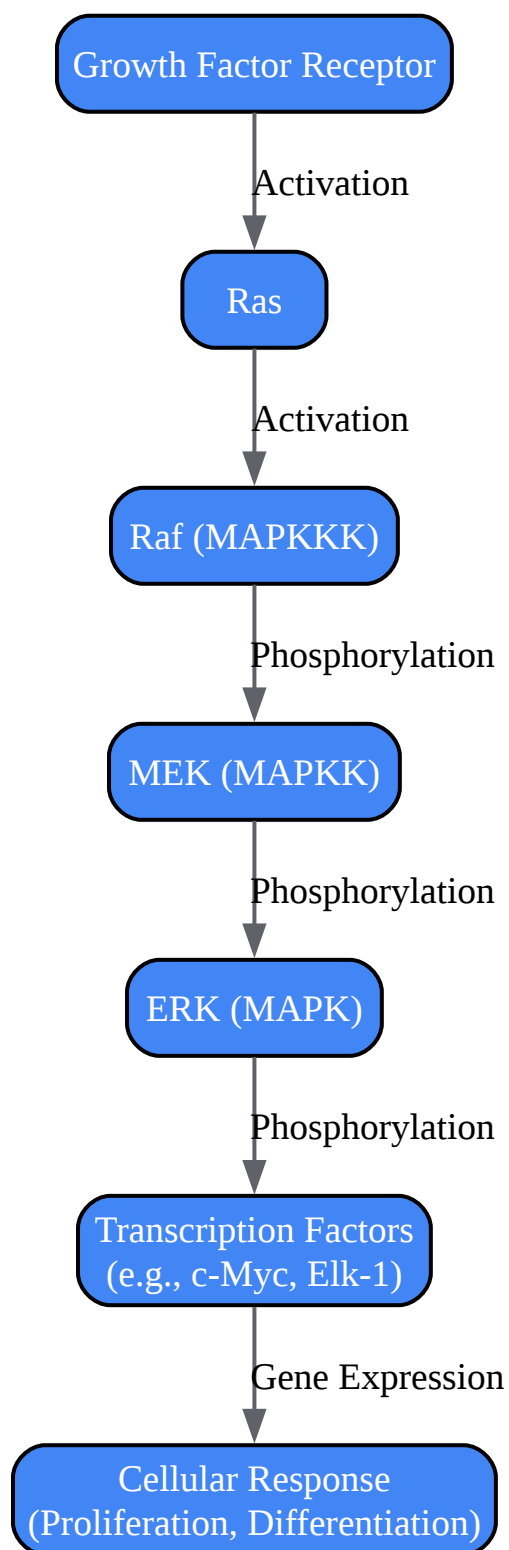 Growth Factor Receptor
Activation
Ras
Activation
Raf (MAPKKK)
Phosphorylation
MEK (MAPKK)
Phosphorylation
ERK (MAPK)
Phosphorylation
Transcription Factors
(e.g., c-Myc, Elk-1)
Gene Expression
Cellular Response
(Proliferation, Differentiation)